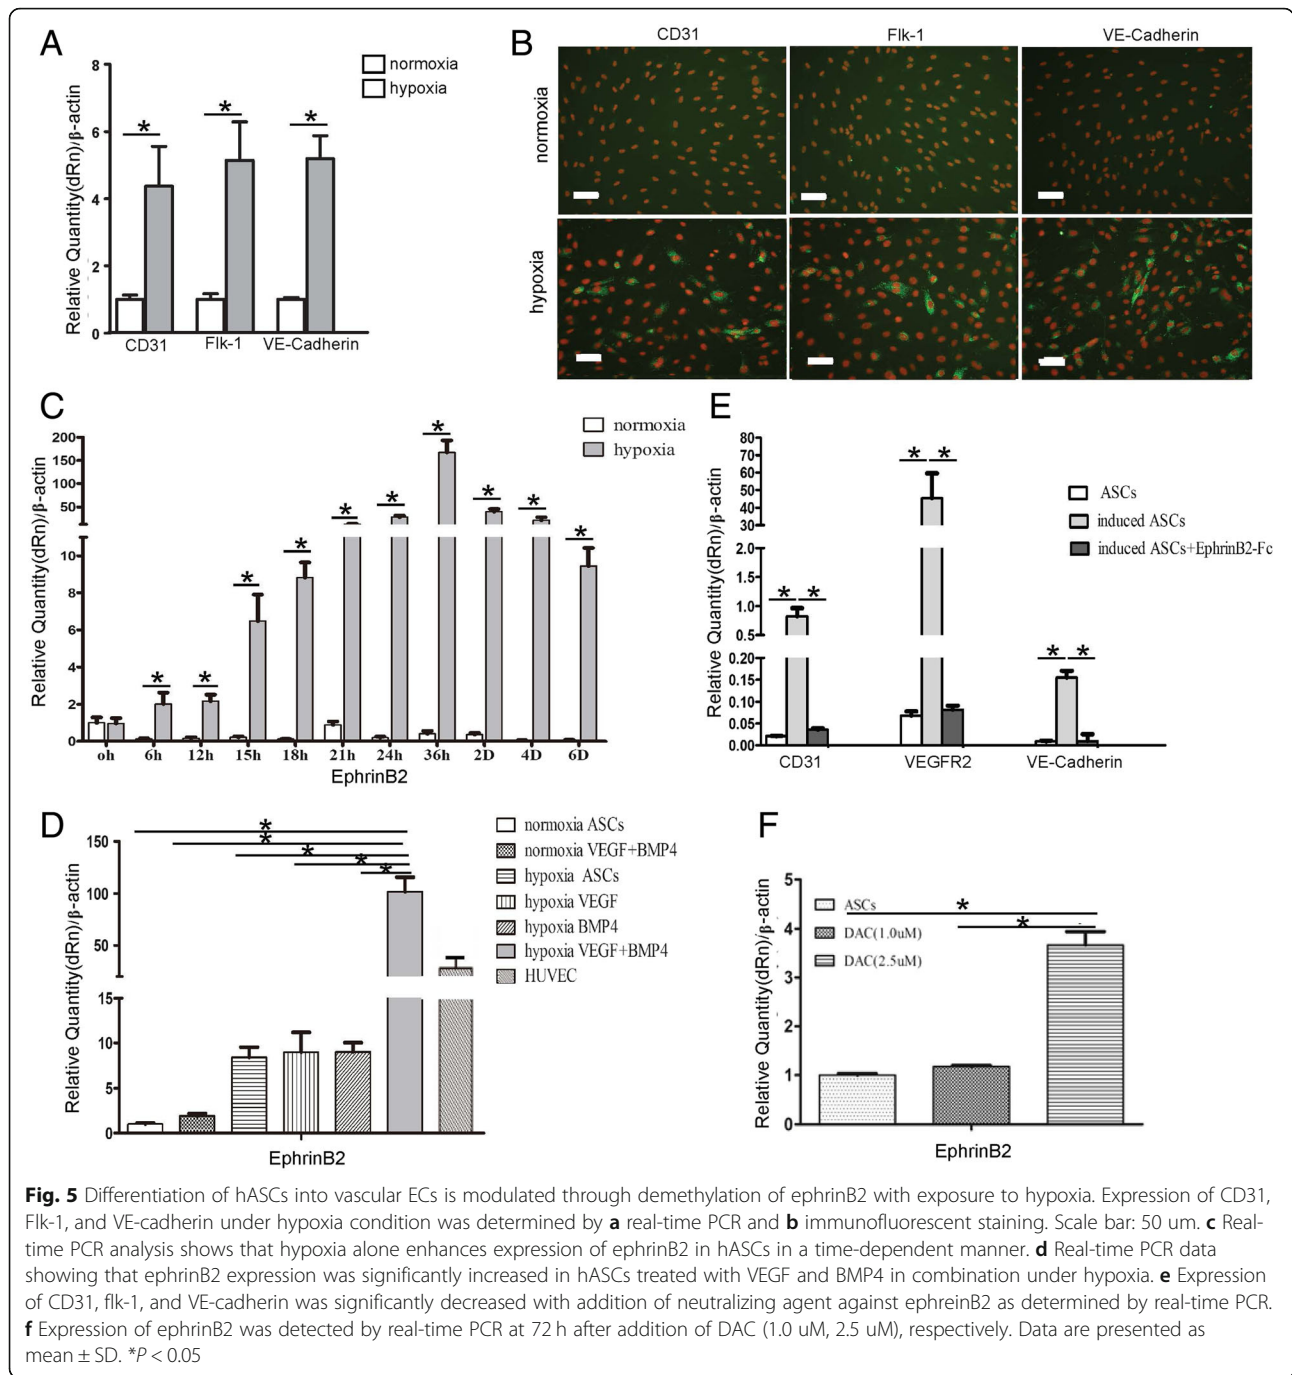 A
Relative Quantity(dRn)/β-actin
8
6
4
2
0
*
*
*
CD31
Flk-1
VE-Cadherin
normoxia
hypoxia
B
CD31
Flk-1
VE-Cadherin
normoxia
hypoxia
C
Relative Quantity(dRn)/β-actin
200
150
100
50
10
8
6
4
2
0
*
*
*
*
*
*
*
*
*
*
oh
6h
12h
15h
18h
21h
24h
36h
2D
4D
6D
EphrinB2
normoxia
hypoxia
E
Relative Quantity(dRn)/β-actin
80
70
60
50
40
30
2.0
1.5
1.0
0.5
0.20
0.15
0.10
0.05
0.00
*
*
*
*
*
*
CD31
VEGFR2
VE-Cadherin
ASCs
induced ASCs
induced ASCs+EphrinB2-Fc
D
Relative Quantity(dRn)/β-actin
150
100
50
15
10
5
0
*
*
*
*
*
EphrinB2
normoxia ASCs
normoxia VEGF+BMP4
hypoxia ASCs
hypoxia VEGF
hypoxia BMP4
hypoxia VEGF+BMP4
HUVEC
F
Relative Quantity(dRn)/β-actin
5
4
3
2
1
0
*
*
ASCs
DAC(1.0uM)
DAC(2.5uM)
EphrinB2
Fig. 5 Differentiation of hASCs into vascular ECs is modulated through demethylation of ephrinB2 with exposure to hypoxia. Expression of CD31,
Flk-1, and VE-cadherin under hypoxia condition was determined by a real-time PCR and b immunofluorescent staining. Scale bar: 50 um. c Real-
time PCR analysis shows that hypoxia alone enhances expression of ephrinB2 in hASCs in a time-dependent manner. d Real-time PCR data
showing that ephrinB2 expression was significantly increased in hASCs treated with VEGF and BMP4 in combination under hypoxia. e Expression
of CD31, flk-1, and VE-cadherin was significantly decreased with addition of neutralizing agent against ephreinB2 as determined by real-time PCR.
f Expression of ephrinB2 was detected by real-time PCR at 72 h after addition of DAC (1.0 uM, 2.5 uM), respectively. Data are presented as
mean ± SD. *P < 0.05